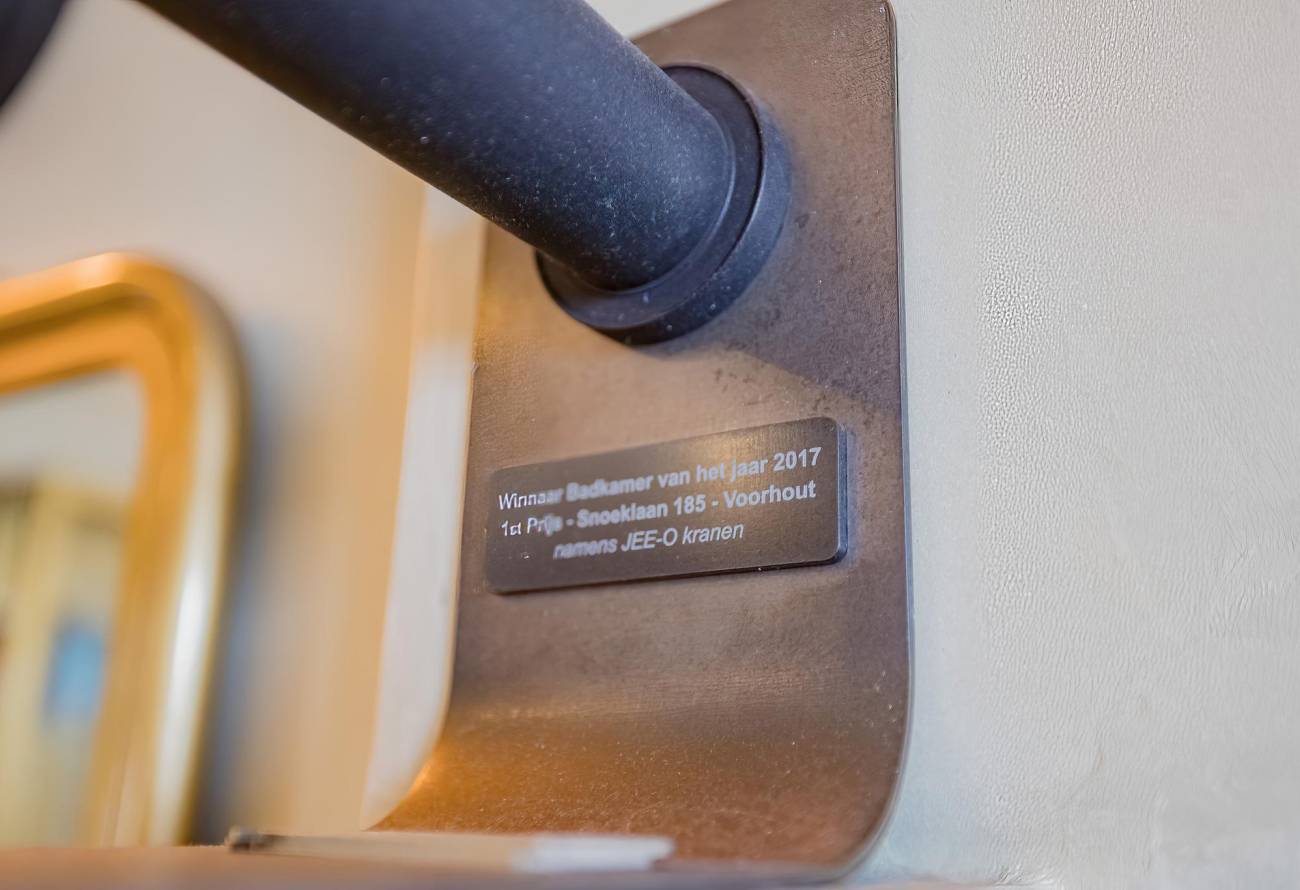 Winnaar Badkamer van het jaar 2017
1st Prijs - Snoeklaan 185 - Voorhout
namens JEE-O kranen